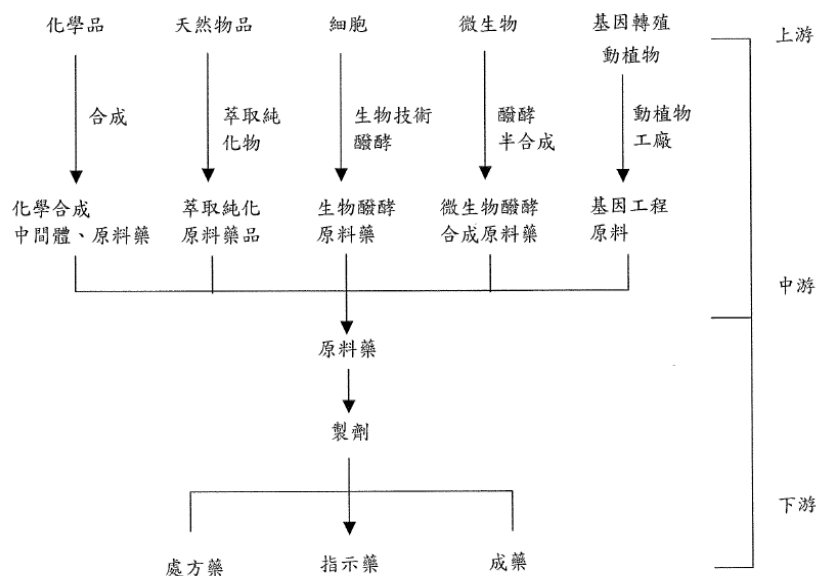 化學品
天然物品
細胞
微生物
基因轉殖
動植物
上游
合成
萃取純
化物
生物技術
醱酵
醱酵
半合成
動植物
工廠
化學合成
中間體、原料藥
萃取純化
原料藥品
生物醱酵
原料藥
微生物醱酵
合成原料藥
基因工程
原料
中游
原料藥
製劑
下游
處方藥
指示藥
成藥